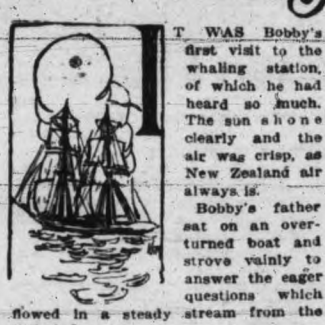 IT WAS Bobby's
first visit to the
whaling station,
of which he had
heard so much.
The sun shone
clearly and the
air was crisp, as
New Zealand air
always is.
Bobby's father
sat on an over-
turned boat and
strove vainly to
answer the eager
questions which
flowed in a steady stream from the